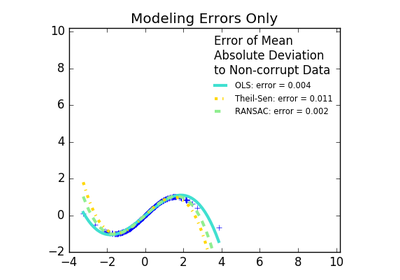 Modeling Errors Only
Error of Mean
Absolute Deviation
to Non-corrupt Data
OLS: error = 0.004
Theil-Sen: error = 0.011
RANSAC: error = 0.002
10
8
6
4
2
0
−2
−4 −2 0 2 4 6 8 10